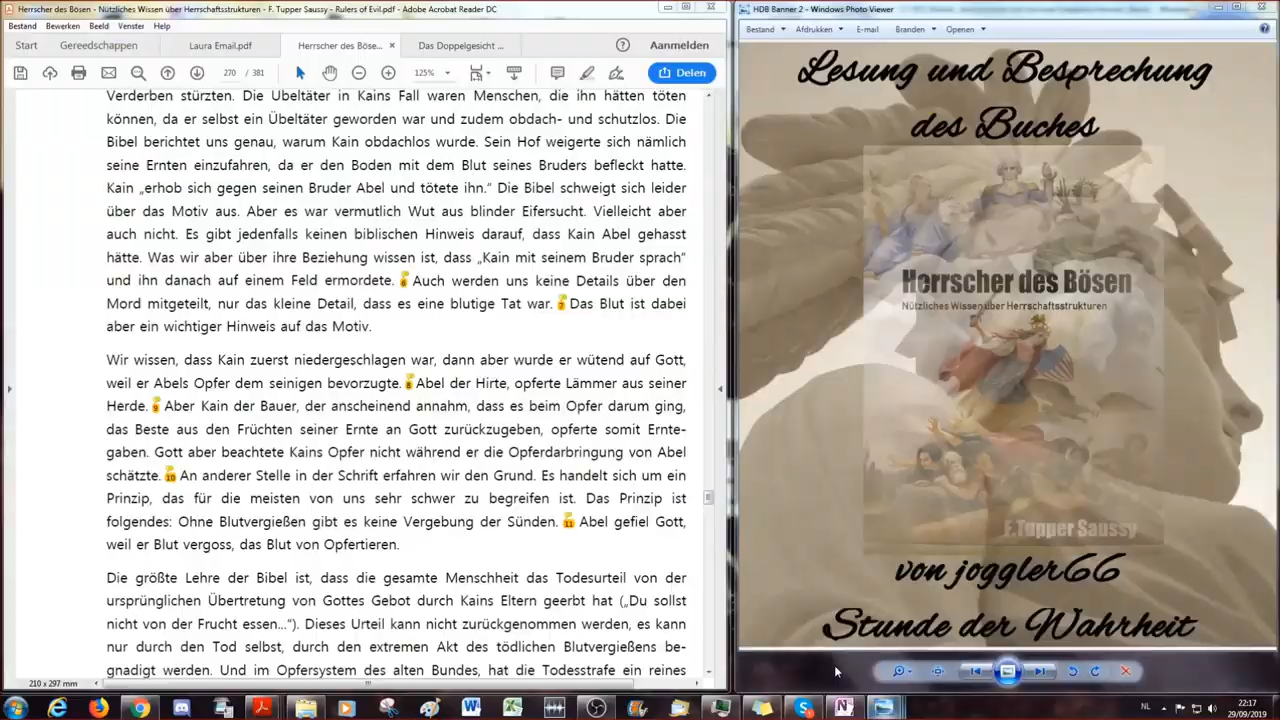 Herrscher des Bösen - Nützliches Wissen über Herrschaftsstrukturen - F. Tupper Saussy - Rulers of Evil.pdf - Adobe Acrobat Reader DC
Bestand Bewerken Beeld Venster Help
Start Gereedschappen Laura Email.pdf Herrscher des Böse... × Das Doppelgesicht ... Aanmelden
270 / 381 125% Delen
Verderben stürzten. Die Übeltäter in Kains Fall waren Menschen, die ihn hätten töten
können, da er selbst ein Übeltäter geworden war und zudem obdach- und schutzlos. Die
Bibel berichtet uns genau, warum Kain obdachlos wurde. Sein Hof weigerte sich nämlich
seine Ernten einzufahren, da er den Boden mit dem Blut seines Bruders befleckt hatte.
Kain „erhob sich gegen seinen Bruder Abel und tötete ihn.“ Die Bibel schweigt sich leider
über das Motiv aus. Aber es war vermutlich Wut aus blinder Eifersucht. Vielleicht aber
auch nicht. Es gibt jedenfalls keinen biblischen Hinweis darauf, dass Kain Abel gehasst
hätte. Was wir aber über ihre Beziehung wissen ist, dass „Kain mit seinem Bruder sprach“
und ihn danach auf einem Feld ermordete. 6 Auch werden uns keine Details über den
Mord mitgeteilt, nur das kleine Detail, dass es eine blutige Tat war. 7 Das Blut ist dabei
aber ein wichtiger Hinweis auf das Motiv.
Wir wissen, dass Kain zuerst niedergeschlagen war, dann aber wurde er wütend auf Gott,
weil er Abels Opfer dem seinigen bevorzugte. 8 Abel der Hirte, opferte Lämmer aus seiner
Herde. 9 Aber Kain der Bauer, der anscheinend annahm, dass es beim Opfer darum ging,
das Beste aus den Früchten seiner Ernte an Gott zurückzugeben, opferte somit Ernte-
gaben. Gott aber beachtete Kains Opfer nicht während er die Opferdarbringung von Abel
schätzte. 10 An anderer Stelle in der Schrift erfahren wir den Grund. Es handelt sich um ein
Prinzip, das für die meisten von uns sehr schwer zu begreifen ist. Das Prinzip ist
folgendes: Ohne Blutvergießen gibt es keine Vergebung der Sünden. 11 Abel gefiel Gott,
weil er Blut vergoss, das Blut von Opfertieren.
Die größte Lehre der Bibel ist, dass die gesamte Menschheit das Todesurteil von der
ursprünglichen Übertretung von Gottes Gebot durch Kains Eltern geerbt hat („Du sollst
nicht von der Frucht essen...“). Dieses Urteil kann nicht zurückgenommen werden, es kann
nur durch den Tod selbst, durch den extremen Akt des tödlichen Blutvergießens be-
gnadigt werden. Und im Opfersystem des alten Bundes, hat die Todesstrafe ein reines
210 x 297 mm
HDB Banner 2 - Windows Photo Viewer
Bestand Afdrukken E-mail Branden Openen
Lesung und Besprechung
des Buches
Herrscher des Bösen
Nützliches Wissen über Herrschaftsstrukturen
F.Tupper Saussy
von joggler66
Stunde der Wahrheit
NL 22:17
29/09/2019